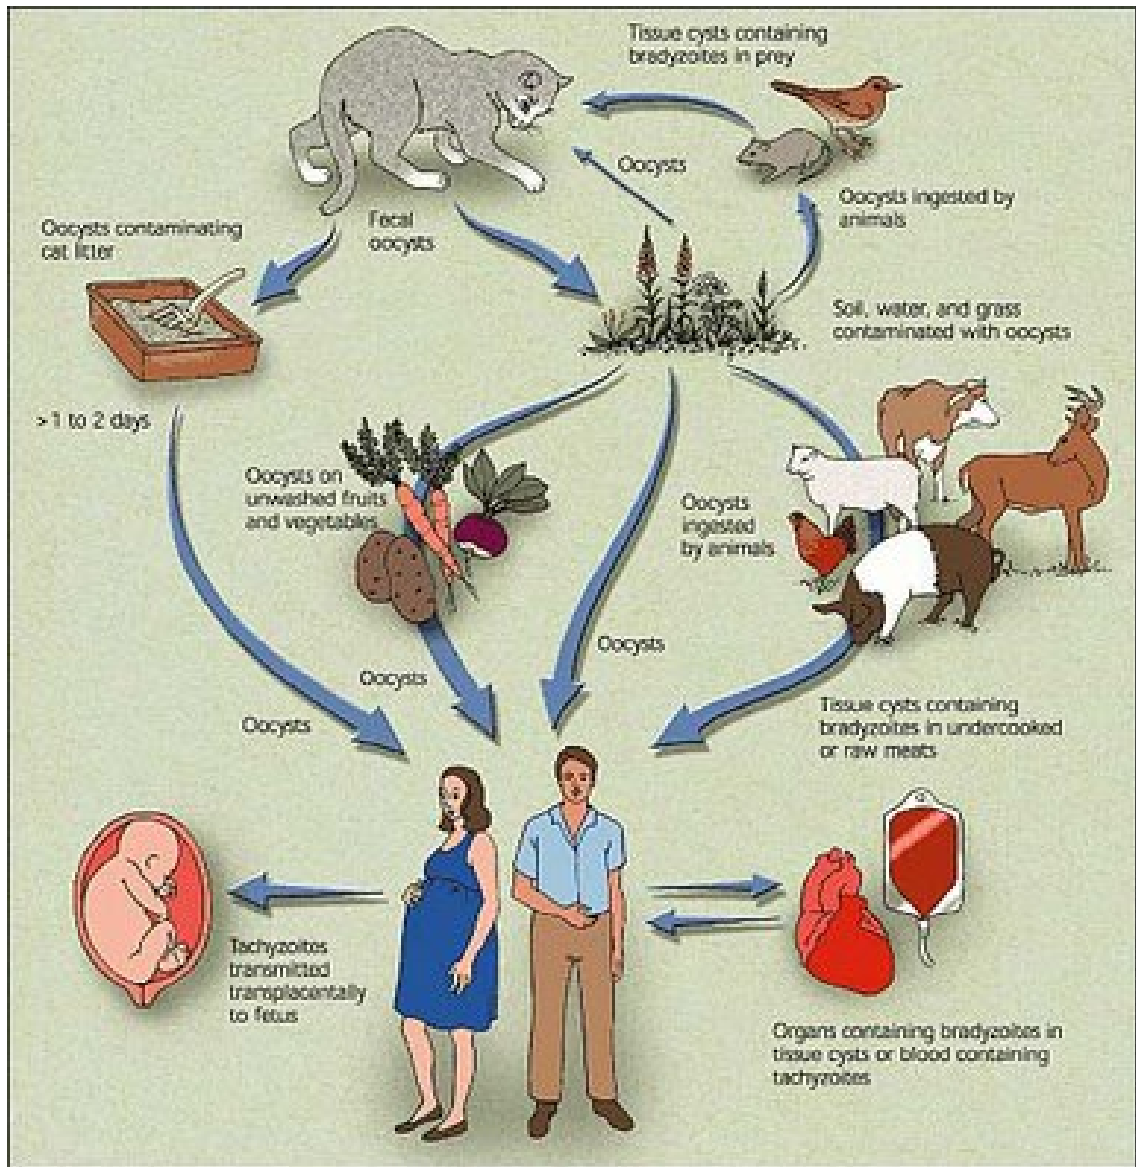 Tissue cysts containing
bradyzoites in prey
Oocysts
Oocysts ingested by
animals
Fecal
oocysts
Oocysts contaminating
cat litter
Soil, water, and grass
contaminated with oocysts
>1 to 2 days
Oocysts on
unwashed fruits
and vegetables
Oocysts
ingested
by animals
Oocysts
Oocysts
Oocysts
Tissue cysts containing
bradyzoites in undercooked
or raw meats
Tachyzoites
transmitted
transplacentally
to fetus
Organs containing bradyzoites in
tissue cysts or blood containing
tachyzoites